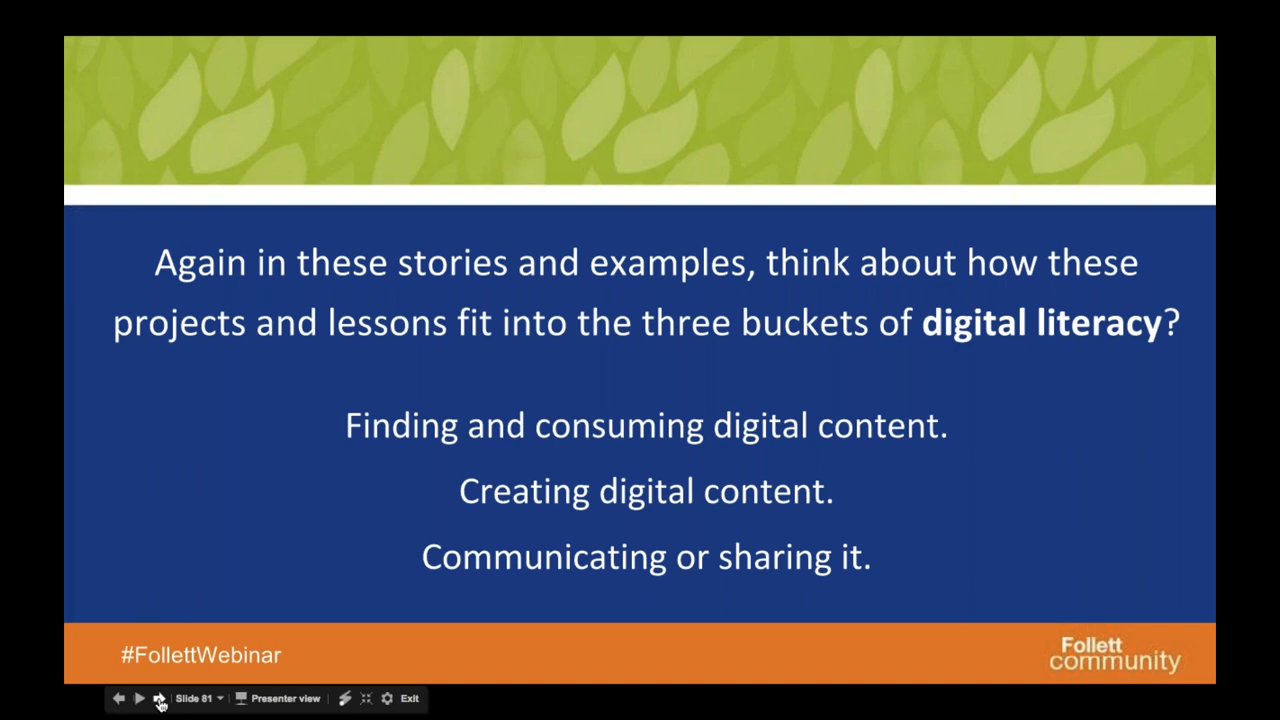 Again in these stories and examples, think about how these
projects and lessons fit into the three buckets of digital literacy?
Finding and consuming digital content.
Creating digital content.
Communicating or sharing it.
#FollettWebinar
Follett
community
Slide 81
Presenter view
Exit